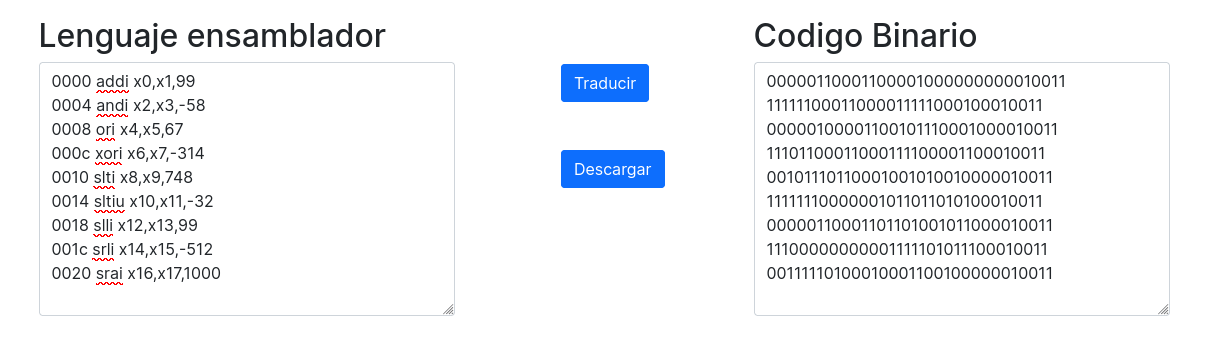 Lenguaje ensamblador
0000 addi x0,x1,99
0004 andi x2,x3,-58
0008 ori x4,x5,67
000c xori x6,x7,-314
0010 slti x8,x9,748
0014 sltiu x10,x11,-32
0018 slli x12,x13,99
001c srli x14,x15,-512
0020 srai x16,x17,1000
Traducir
Descargar
Codigo Binario
00000110001100001000000000010011
11111100011000011111000100010011
00000100001100101110001000010011
11101100011000111100001100010011
00101110110001001010010000010011
11111110000001011011010100010011
00000110001101101001011000010011
11100000000001111101011100010011
00111110100010001100100000010011